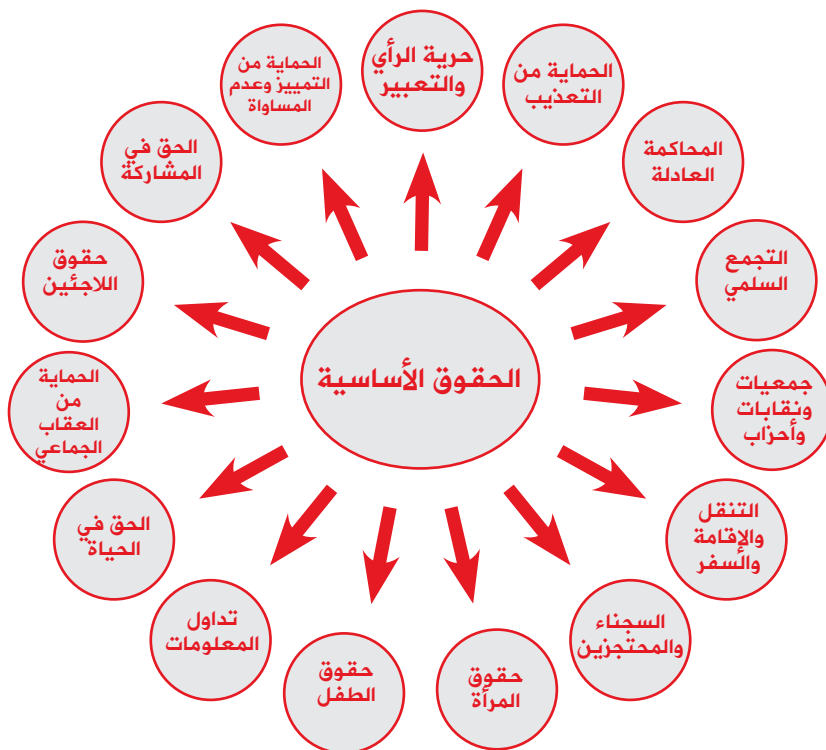 الحقوق الأساسية
حرية الرأي
والتعبير
الحماية من
التعذيب
المحاكمة
العادلة
التجمع
السلمي
جمعيات
ونقابات
وأحزاب
التنقل
والإقامة
والسفر
السجناء
والمحتجزين
حقوق
المرأة
حقوق
الطفل
تداول
المعلومات
الحق في
الحياة
الحماية
من
العقاب
الجماعي
حقوق
اللاجئين
الحق في
المشاركة
الحماية من
التمييز وعدم
المساواة